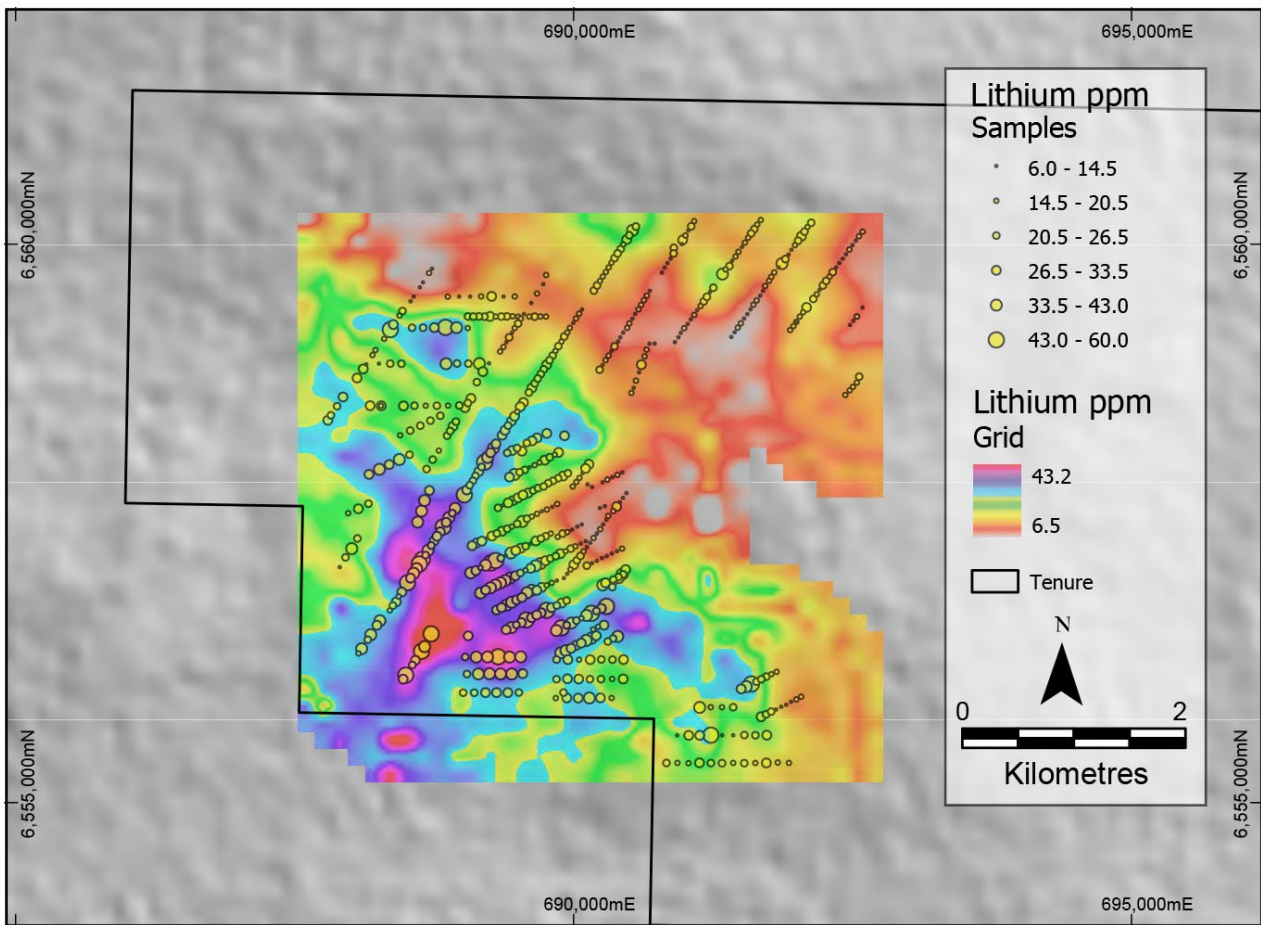 690,000mE
695,000mE
6,560,000mN
6,560,000mN
Lithium ppm
Samples
6.0 - 14.5
14.5 - 20.5
20.5 - 26.5
26.5 - 33.5
33.5 - 43.0
43.0 - 60.0
Lithium ppm
Grid
43.2
6.5
Tenure
N
0
2
Kilometres
6,555,000mN
6,555,000mN
690,000mE
695,000mE